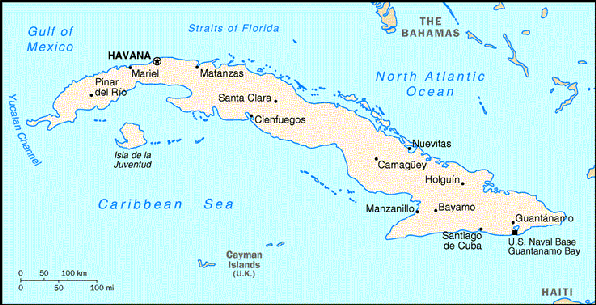 Gulf of
Mexico
Straits of Florida
THE
BAHAMAS
HAVANA
Mariel
Matanzas
Pinar
del Río
North Atlantic
Ocean
Santa Clara
Cienfuegos
Yucatan Channel
Isla de la
Juventud
Nuevitas
Camagüey
Holguín
Caribbean Sea
Manzanillo
Bayamo
Guantanamo
Santiago
de Cuba
U.S. Naval Base
Guantanamo Bay
Cayman
Islands
(U.K.)
0 50 100 km
0 50 100 mi
HAITI